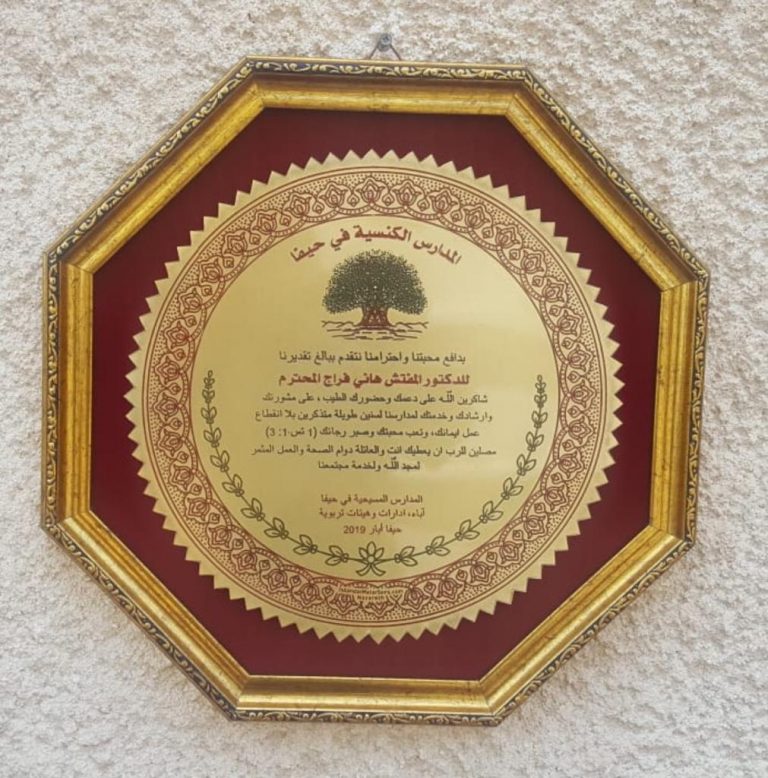 المدارس الكنسية في حيفا
بدافع محبتنا واحترامنا نتقدم ببالغ تقديرنا
للدكتور المفتش هاني فراج المحترم
شاكرين الله على دعمك وحضورك الطيب، على مشورتك
وارشادك وخدمتك لمدارسنا لسنين طويلة متذكرين بلا انقطاع
عمل ايمانك، وتعب محبتك وصبر رجائك (1 تس.1: 3)
مصلين للرب ان يعطيك انت والعائلة دوام الصحة والعمل المثمر
لمجد الله ولخدمة مجتمعنا
المدارس المسيحية في حيفا
آباء، ادارات وهيئات تربوية
حيفا أيار 2019
Nazareth